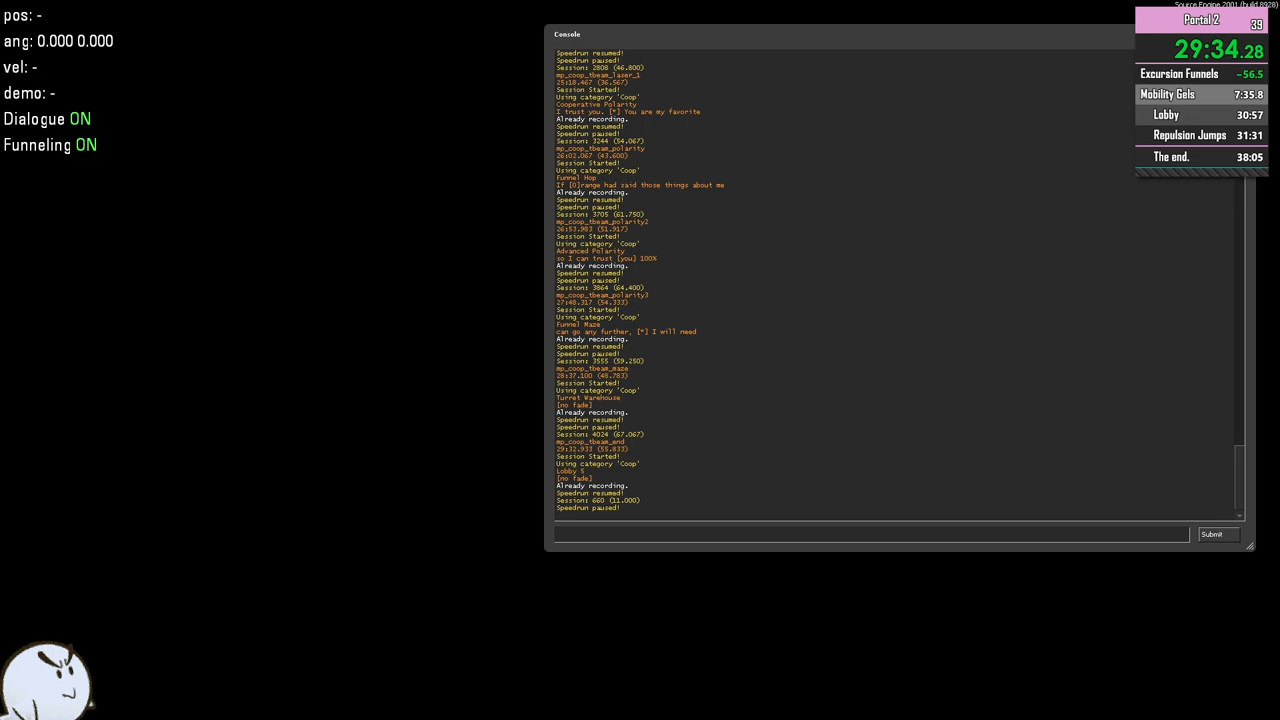 pos: -
ang: 0.000 0.000
vel: -
demo: -
Dialogue ON
Funneling ON
Source Engine 2001 (build 8928)
Portal 2
39
29:34.28
Excursion Funnels -56.5
Mobility Gels 7:35.8
Lobby 30:57
Repulsion Jumps 31:31
The end. 38:05
Console
Speedrun resumed!
Speedrun paused!
Session: 2808 (46.800)
mp_coop_tbeam_laser_1
25:18.467 (36.567)
Session Started!
Using category 'Coop'
Cooperative Polarity
I trust you. [*] You are my favorite
Already recording.
Speedrun resumed!
Speedrun paused!
Session: 3244 (54.067)
mp_coop_tbeam_polarity
26:02.067 (43.600)
Session Started!
Using category 'Coop'
Funnel Hop
If [O]range had said those things about me
Already recording.
Speedrun resumed!
Speedrun paused!
Session: 3705 (61.750)
mp_coop_tbeam_polarity2
26:53.983 (51.917)
Session Started!
Using category 'Coop'
Advanced Polarity
so I can trust [you] 100%
Already recording.
Speedrun resumed!
Speedrun paused!
Session: 3864 (64.400)
mp_coop_tbeam_polarity3
27:48.317 (54.333)
Session Started!
Using category 'Coop'
Funnel Maze
can go any further, [*] I will need
Already recording.
Speedrun resumed!
Speedrun paused!
Session: 3555 (59.250)
mp_coop_tbeam_maze
28:37.100 (48.783)
Session Started!
Using category 'Coop'
Turret Warehouse
[no fade]
Already recording.
Speedrun resumed!
Speedrun paused!
Session: 4024 (67.067)
mp_coop_tbeam_end
29:32.933 (55.833)
Session Started!
Using category 'Coop'
Lobby 5
[no fade]
Already recording.
Speedrun resumed!
Session: 660 (11.000)
Speedrun paused!
Submit